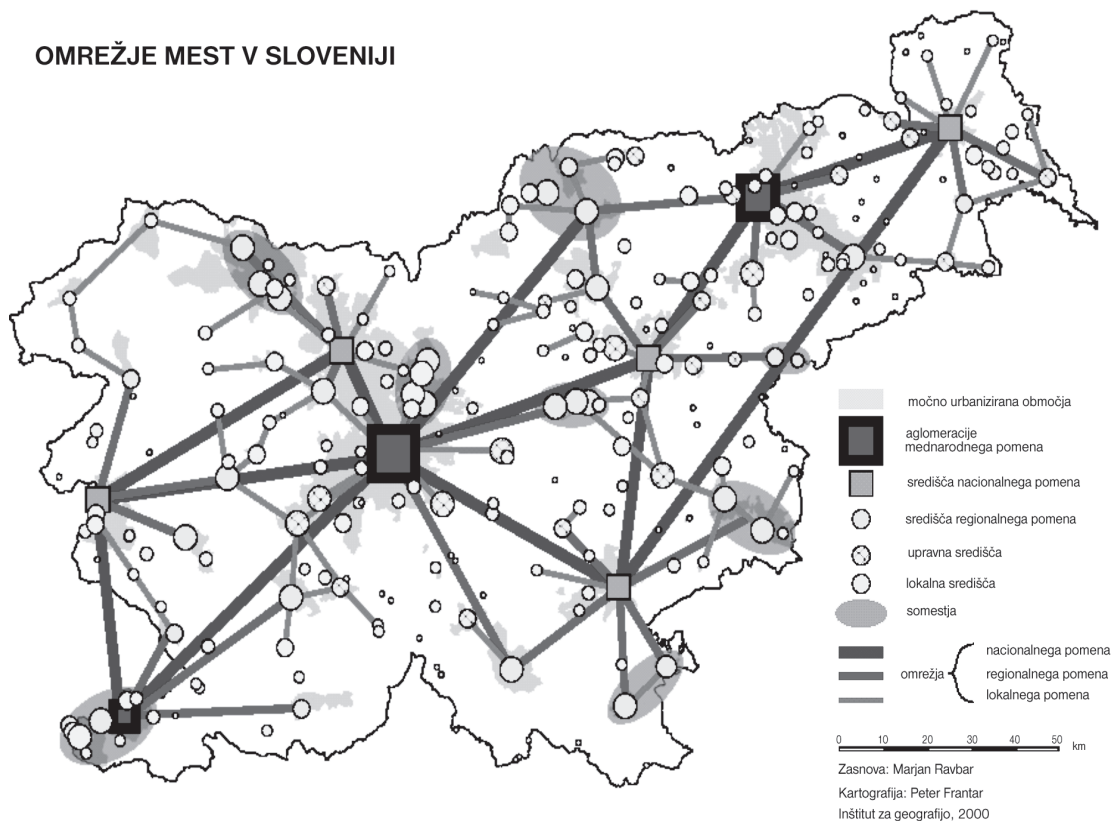 OMREŽJE MEST V SLOVENIJI
močno urbanizirana območja
aglomeracije
mednarodnega pomena
središča nacionalnega pomena
središča regionalnega pomena
upravna središča
lokalna središča
somestja
omrežja
nacionalnega pomena
regionalnega pomena
lokalnega pomena
0 10 20 30 40 50 km
Zasnova: Marjan Ravbar
Kartografija: Peter Frantar
Inštitut za geografijo, 2000